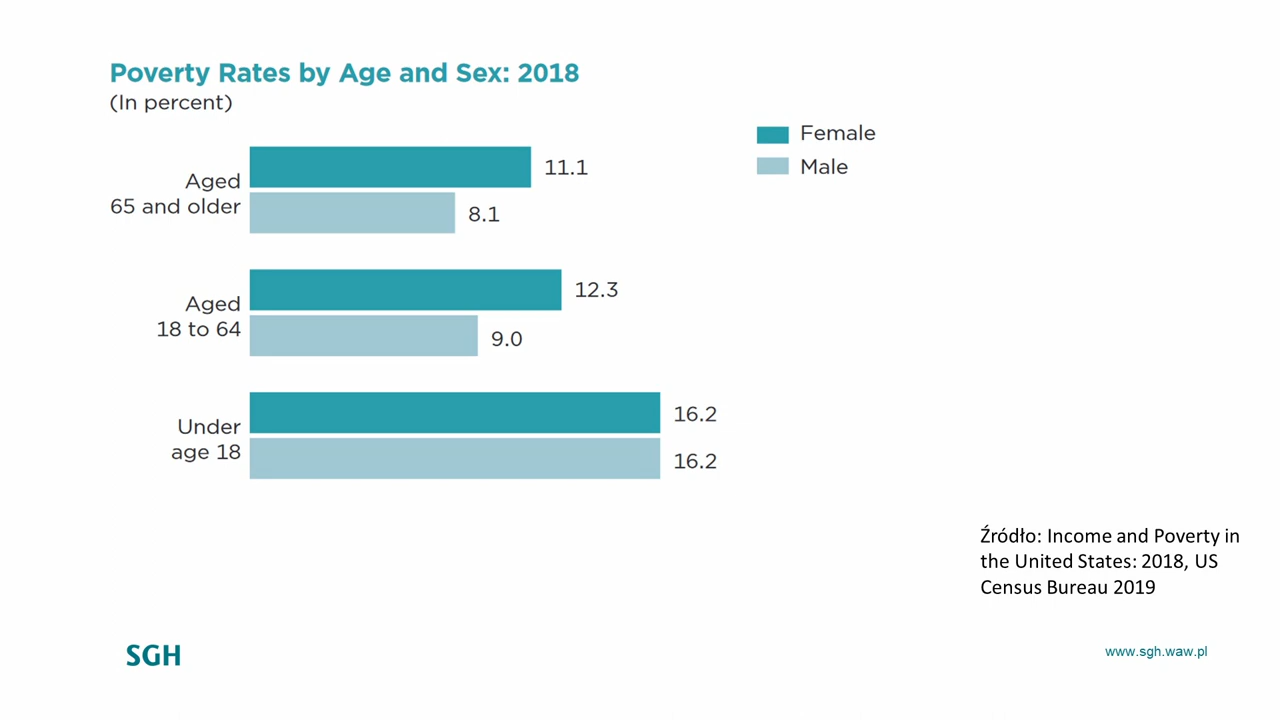 Poverty Rates by Age and Sex: 2018
(In percent)
Female
Male
Aged
65 and older
11.1
8.1
Aged
18 to 64
12.3
9.0
Under
age 18
16.2
16.2
Źródło: Income and Poverty in
the United States: 2018, US
Census Bureau 2019
SGH
www.sgh.waw.pl